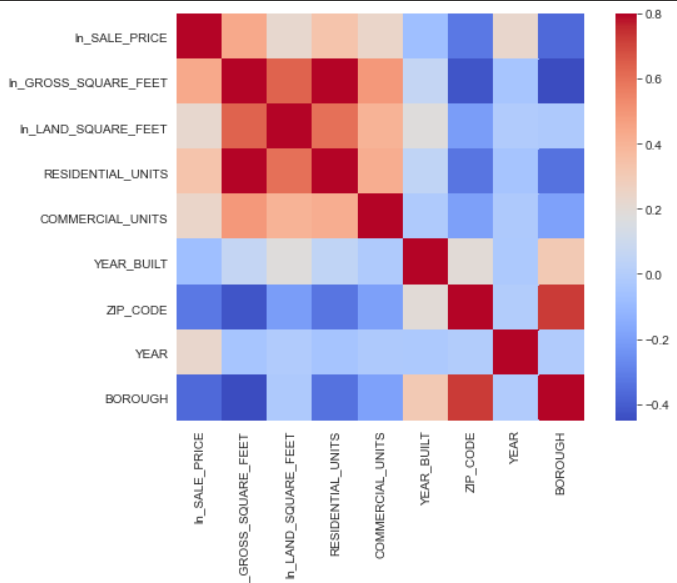 ln_SALE_PRICE
ln_GROSS_SQUARE_FEET
ln_LAND_SQUARE_FEET
RESIDENTIAL_UNITS
COMMERCIAL_UNITS
YEAR_BUILT
ZIP_CODE
YEAR
BOROUGH
ln_SALE_PRICE
_GROSS_SQUARE_FEET
ln_LAND_SQUARE_FEET
RESIDENTIAL_UNITS
COMMERCIAL_UNITS
YEAR_BUILT
ZIP_CODE
YEAR
BOROUGH
0.8
0.6
0.4
0.2
0.0
−0.2
−0.4